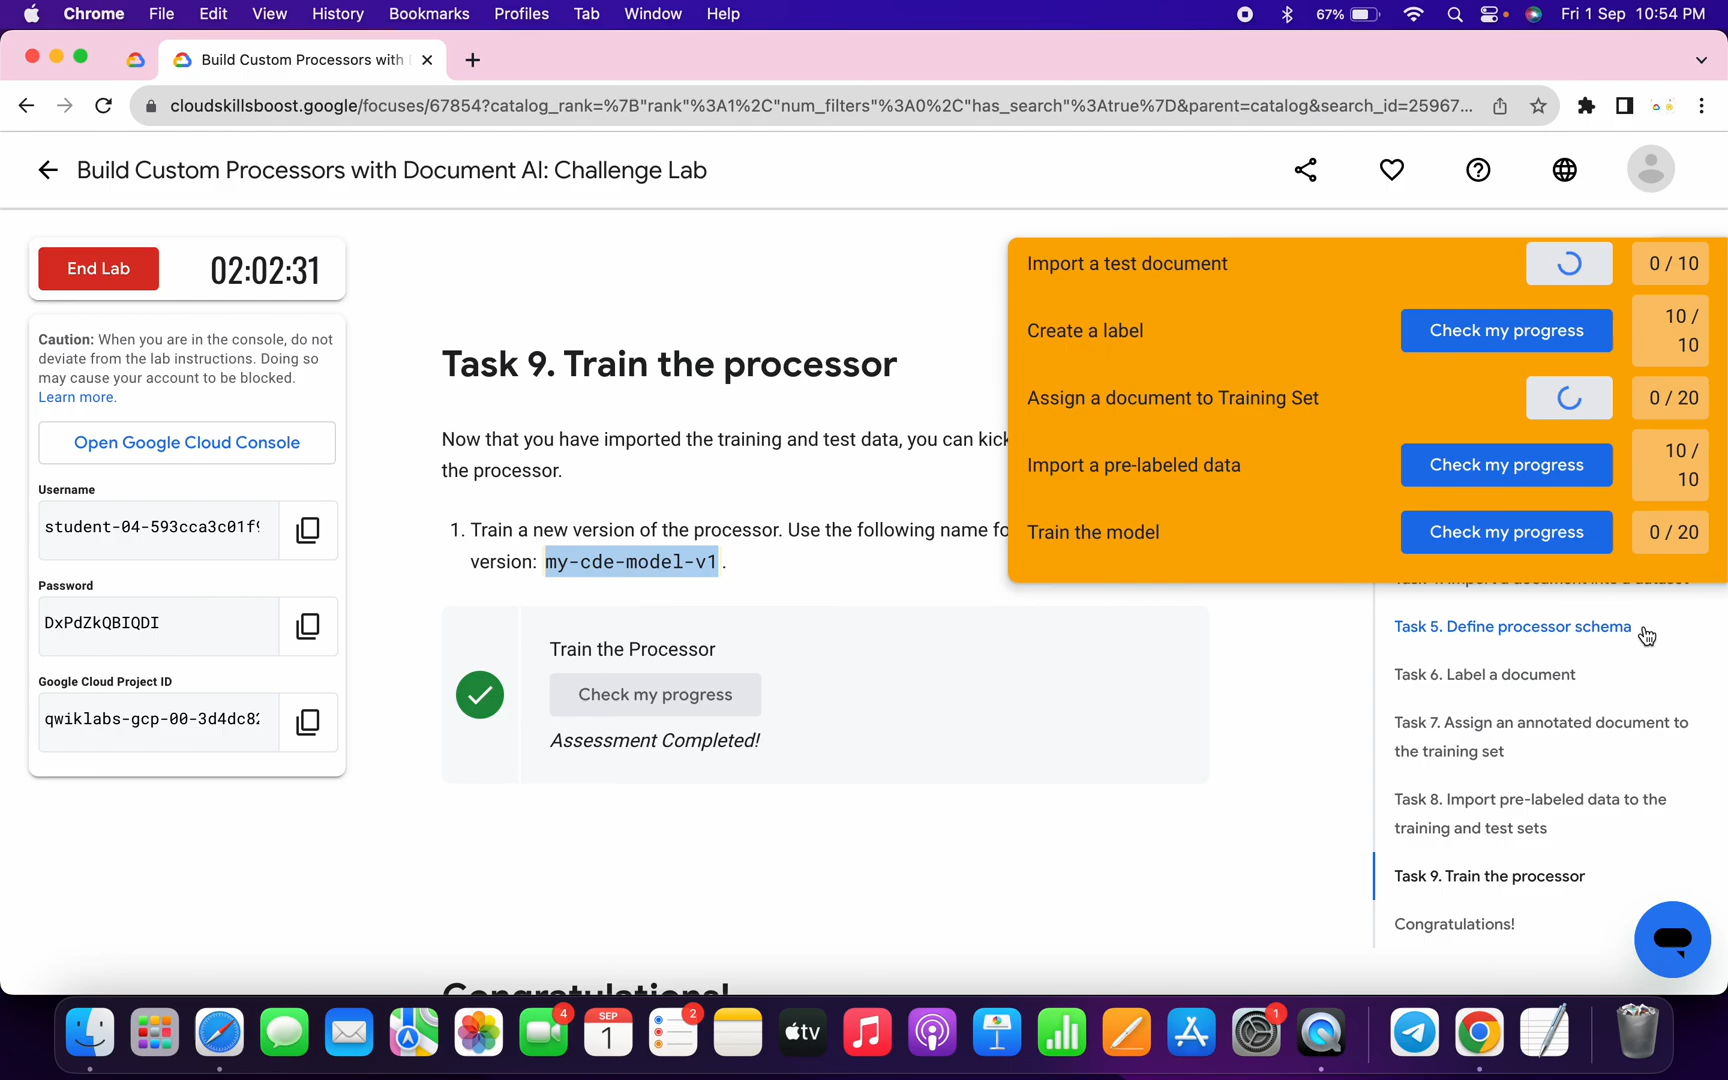 Chrome File Edit View History Bookmarks Profiles Tab Window Help 67% Fri 1 Sep 10:54 PM
Build Custom Processors with
cloudskillsboost.google/focuses/67854?catalog_rank=%7B"rank"%3A1%2C"num_filters"%3A0%2C"has_search"%3Atrue%7D&parent=catalog&search_id=25967...
Build Custom Processors with Document AI: Challenge Lab
End Lab 02:02:31
Caution: When you are in the console, do not
deviate from the lab instructions. Doing so
may cause your account to be blocked.
Learn more.
Open Google Cloud Console
Username
student-04-593cca3c01f9
Password
DxPdZkQBIQDI
Google Cloud Project ID
qwiklabs-gcp-00-3d4dc82
Task 9. Train the processor
Now that you have imported the training and test data, you can kick
the processor.
1. Train a new version of the processor. Use the following name fo
version: my-cde-model-v1.
Train the Processor
Check my progress
Assessment Completed!
Congratulations!
Import a test document 0 / 10
Create a label Check my progress 10 /
10
Assign a document to Training Set 0 / 20
Import a pre-labeled data Check my progress 10 /
10
Train the model Check my progress 0 / 20
Task 5. Define processor schema
Task 6. Label a document
Task 7. Assign an annotated document to
the training set
Task 8. Import pre-labeled data to the
training and test sets
Task 9. Train the processor
Congratulations!
4
SEP
1
2
tv
1